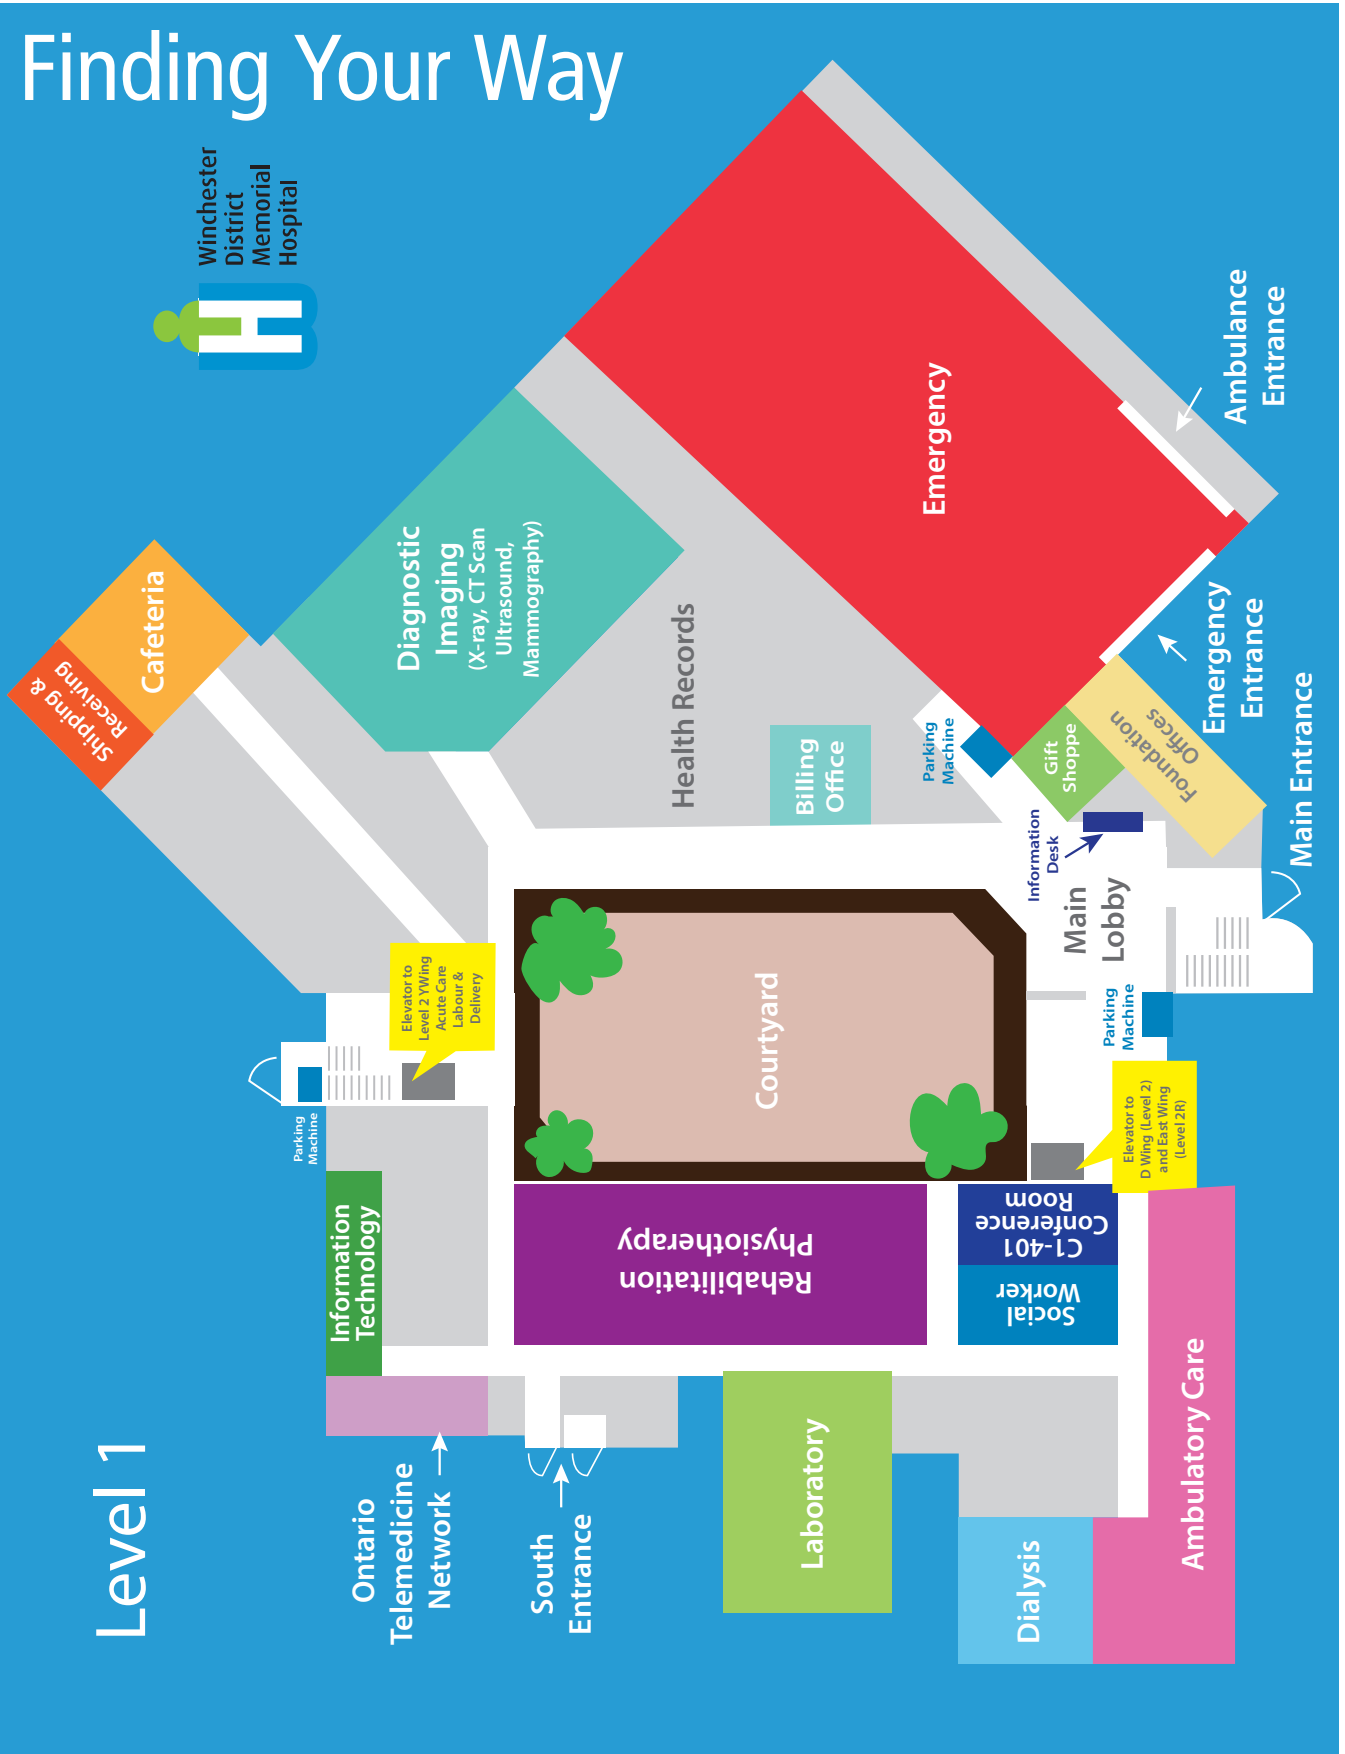 Finding Your Way
Winchester
District
Memorial
Hospital
H
Level 1
Shipping &
Receiving
Cafeteria
Diagnostic
Imaging
(X-ray, CT Scan
Ultrasound,
Mammography)
Health Records
Billing
Office
Emergency
Ambulance
Entrance
Emergency
Entrance
Main Entrance
Parking
Machine
Gift
Shoppe
Foundation
Offices
Information
Desk
Main
Lobby
Parking
Machine
Elevator to
Level 2 YWing
Acute Care
Labour &
Delivery
Parking
Machine
Courtyard
Elevator to
D Wing (Level 2)
and East Wing
(Level 2R)
Information
Technology
Rehabilitation
Physiotherapy
C1-401
Conference
Room
Social
Worker
Ontario
Telemedicine
Network
South
Entrance
Laboratory
Dialysis
Ambulatory Care